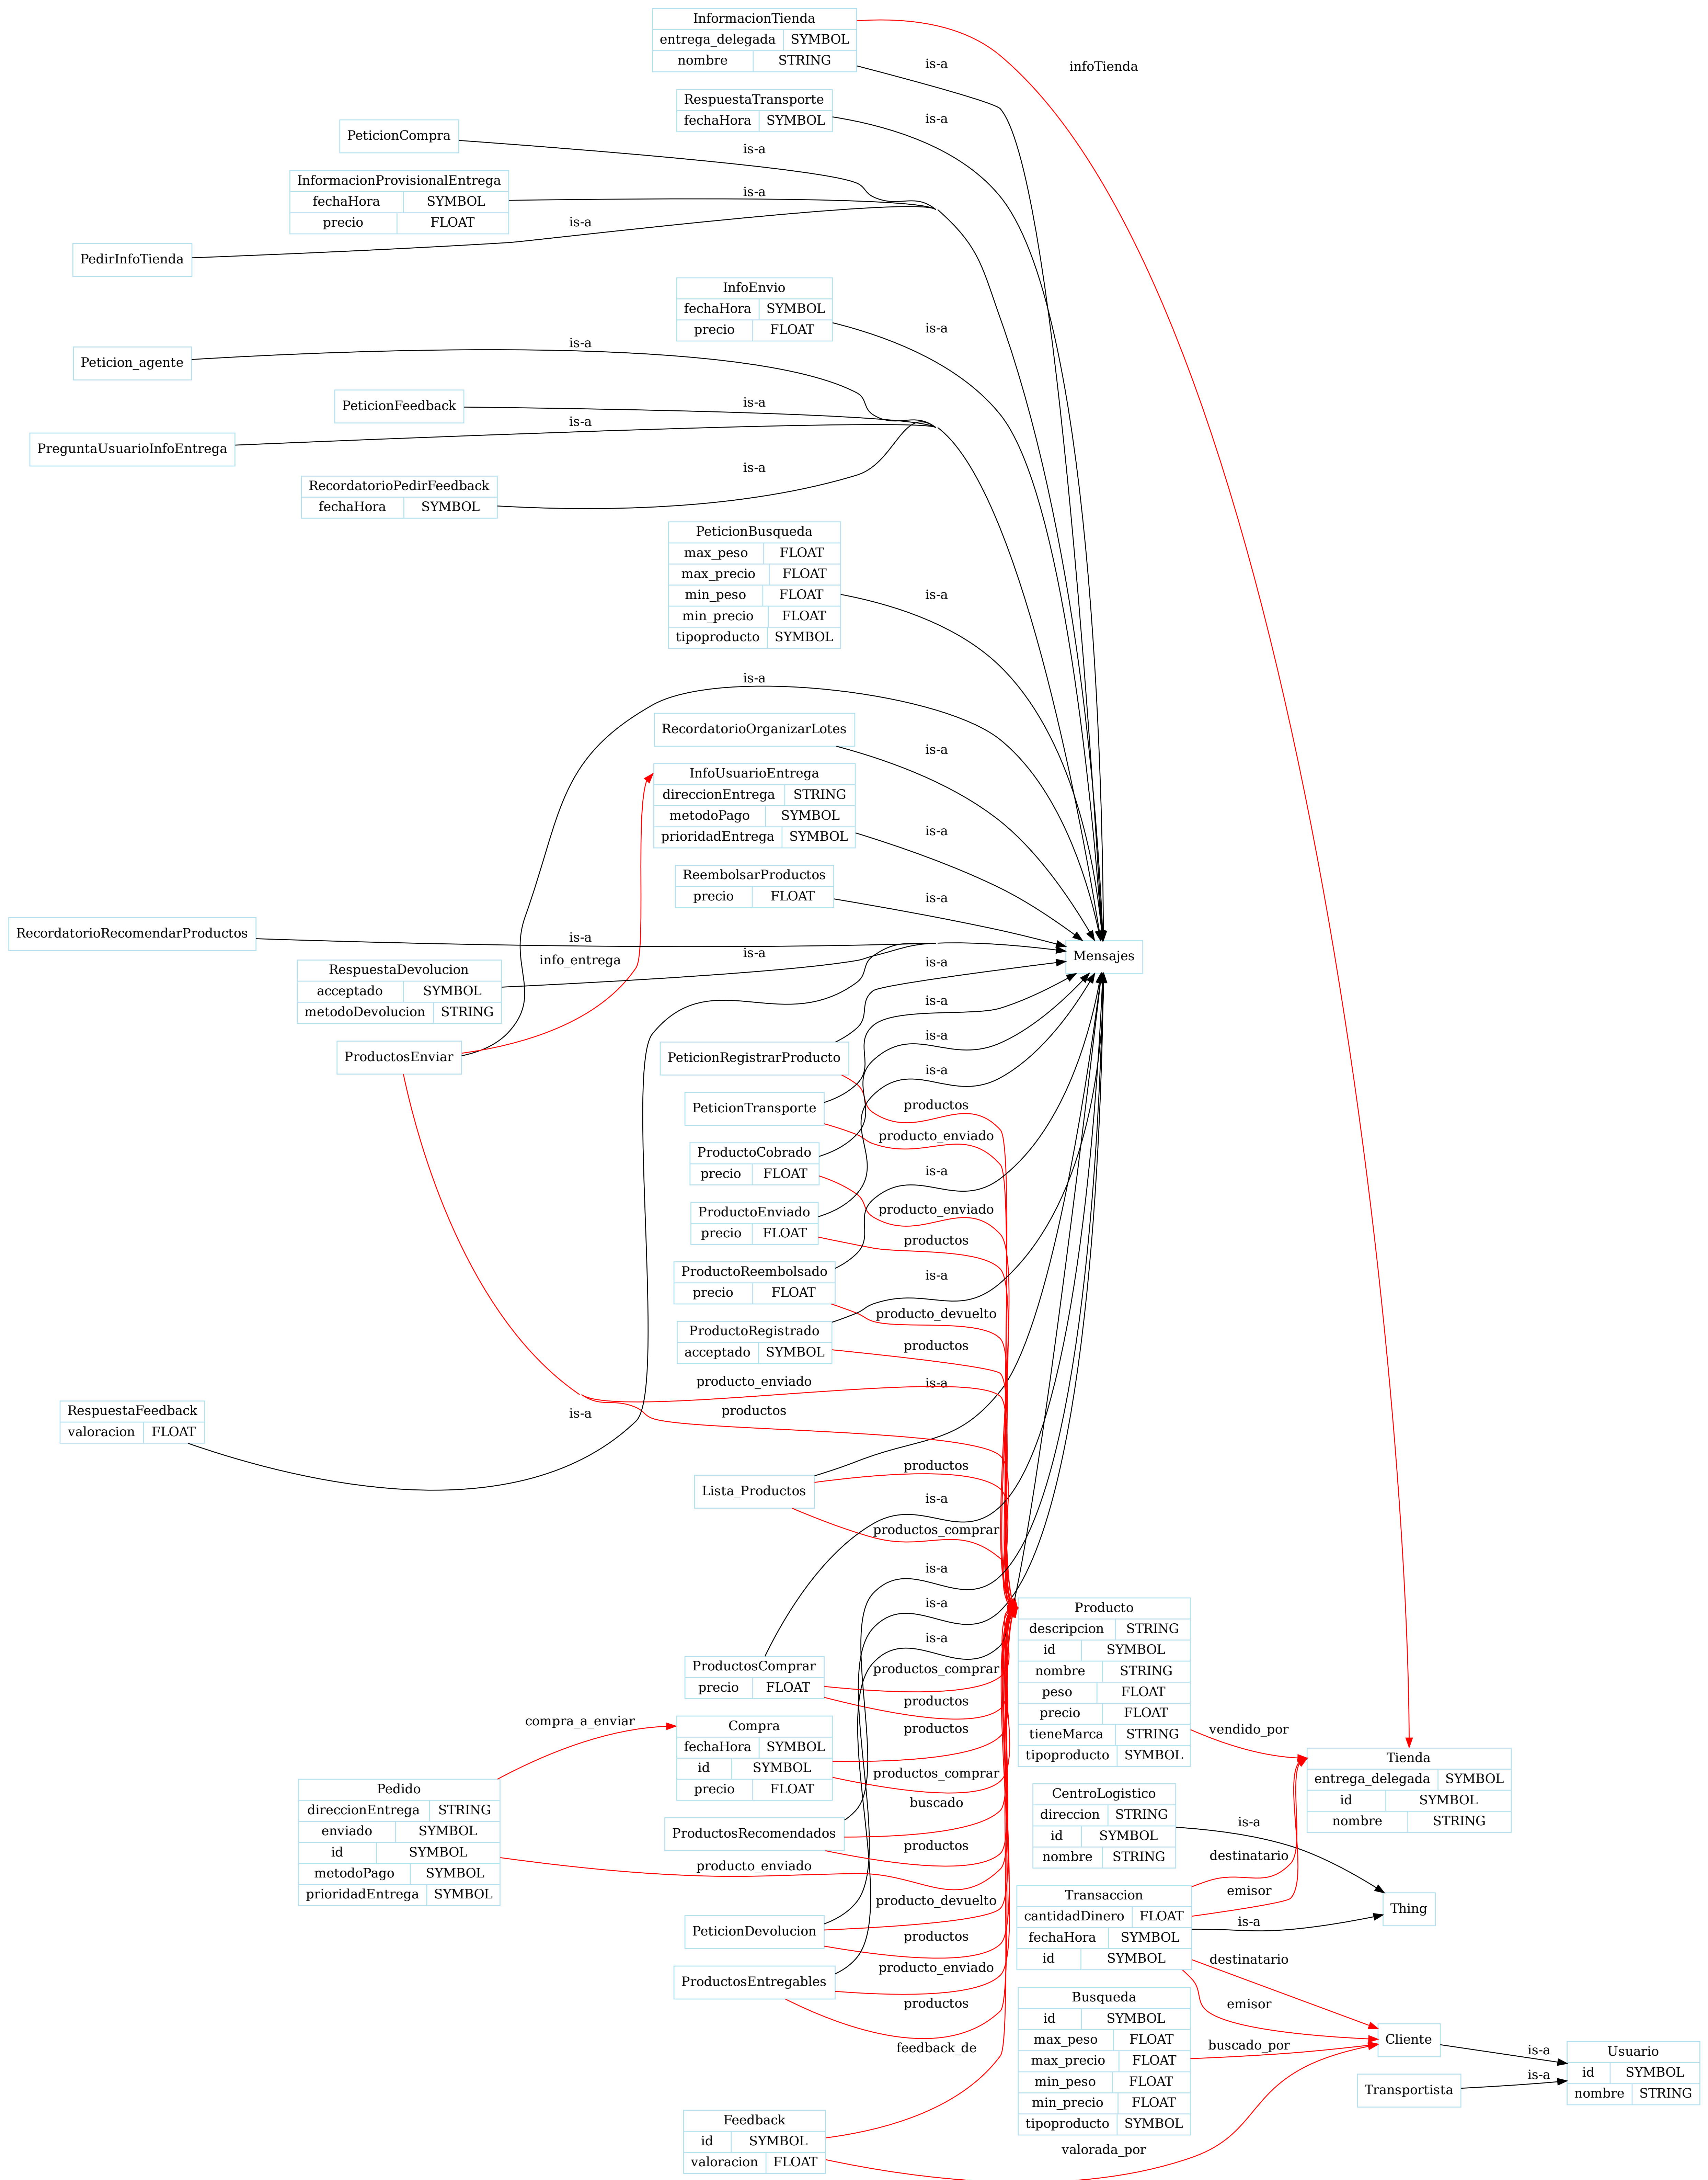 InformacionTienda
entrega_delegada SYMBOL
nombre STRING
is-a
infoTienda
RespuestaTransporte
fechaHora SYMBOL
is-a
PeticionCompra
is-a
InformacionProvisionalEntrega
fechaHora SYMBOL
precio FLOAT
is-a
PedirInfoTienda
is-a
InfoEnvio
fechaHora SYMBOL
precio FLOAT
is-a
Peticion_agente
is-a
PeticionFeedback
is-a
PreguntaUsuarioInfoEntrega
is-a
RecordatorioPedirFeedback
fechaHora SYMBOL
is-a
PeticionBusqueda
max_peso FLOAT
max_precio FLOAT
min_peso FLOAT
min_precio FLOAT
tipoproducto SYMBOL
is-a
is-a
RecordatorioOrganizarLotes
is-a
InfoUsuarioEntrega
direccionEntrega STRING
metodoPago SYMBOL
prioridadEntrega SYMBOL
is-a
ReembolsarProductos
precio FLOAT
is-a
RecordatorioRecomendarProductos
is-a
info_entrega
is-a
Mensajes
RespuestaDevolucion
acceptado SYMBOL
metodoDevolucion STRING
is-a
is-a
is-a
is-a
ProductosEnviar
PeticionRegistrarProducto
productos
PeticionTransporte
producto_enviado
ProductoCobrado
precio FLOAT
is-a
producto_enviado
ProductoEnviado
precio FLOAT
productos
ProductoReembolsado
precio FLOAT
is-a
producto_devuelto
ProductoRegistrado
acceptado SYMBOL
productos
producto_enviado
is-a
productos
RespuestaFeedback
valoracion FLOAT
is-a
Lista_Productos
productos
is-a
productos_comprar
is-a
is-a
is-a
Producto
descripcion STRING
id SYMBOL
nombre STRING
peso FLOAT
precio FLOAT
tieneMarca STRING
tipoproducto SYMBOL
vendido_por
ProductosComprar
precio FLOAT
productos_comprar
productos
compra_a_enviar
Compra
fechaHora SYMBOL
id SYMBOL
precio FLOAT
productos
productos_comprar
Tienda
entrega_delegada SYMBOL
id SYMBOL
nombre STRING
Pedido
direccionEntrega STRING
enviado SYMBOL
id SYMBOL
metodoPago SYMBOL
prioridadEntrega SYMBOL
producto_enviado
CentroLogistico
direccion STRING
id SYMBOL
nombre STRING
is-a
buscado
ProductosRecomendados
productos
destinatario
emisor
is-a
Thing
Transaccion
cantidadDinero FLOAT
fechaHora SYMBOL
id SYMBOL
producto_devuelto
PeticionDevolucion
productos
destinatario
producto_enviado
ProductosEntregables
productos
emisor
Busqueda
id SYMBOL
max_peso FLOAT
max_precio FLOAT
min_peso FLOAT
min_precio FLOAT
tipoproducto SYMBOL
buscado_por
Cliente
is-a
Usuario
id SYMBOL
nombre STRING
is-a
Transportista
feedback_de
Feedback
id SYMBOL
valoracion FLOAT
valorada_por